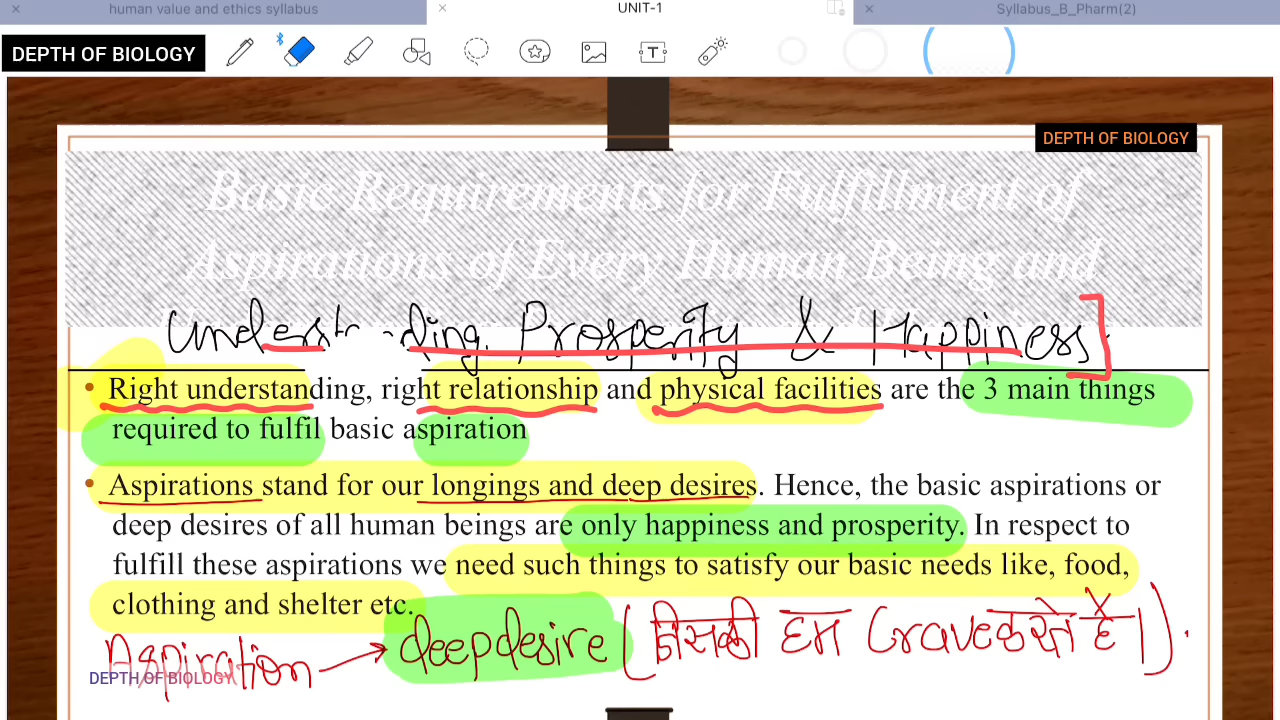 human value and ethics syllabus
UNIT-1
Syllabus_B_Pharm(2)
DEPTH OF BIOLOGY
DEPTH OF BIOLOGY
Basic Requirements for Fulfillment of
Aspirations of Every Human Being and
Understanding Prosperity & Happiness]
• Right understanding, right relationship and physical facilities are the 3 main things
required to fulfil basic aspiration
• Aspirations stand for our longings and deep desires. Hence, the basic aspirations or
deep desires of all human beings are only happiness and prosperity. In respect to
fulfill these aspirations we need such things to satisfy our basic needs like, food,
clothing and shelter etc.
Aspiration → deep desire (जिसकी हम Crave करते है|).
DEPTH OF BIOLOGY